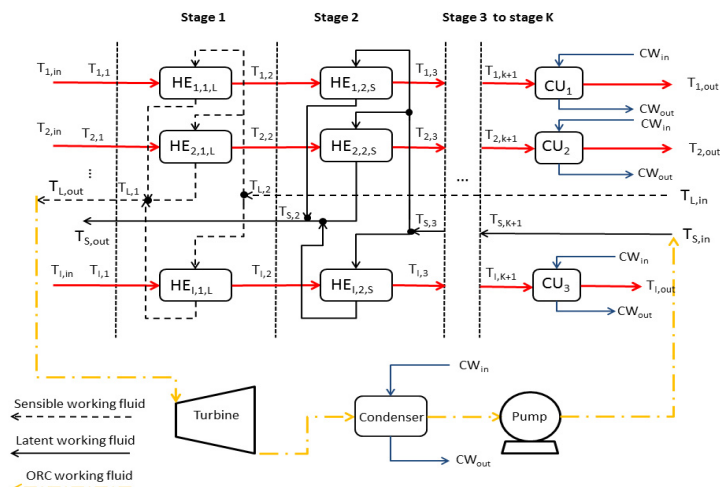 Stage 1
Stage 2
Stage 3 to stage K
T1,in
T1,1
HE1,1,L
T1,2
HE1,2,S
T1,3
T1,k+1
CU1
CWin
T1,out
CWout
T2,in
T2,1
HE2,1,L
T2,2
HE2,2,S
T2,3
T2,k+1
CU2
CWin
T2,out
CWout
...
TL,out
TL,1
TL,2
...
TL,in
TS,out
TS,2
TS,3
TS,K+1
TS,in
TI,in
TI,1
HEI,1,L
TI,2
HEI,2,S
TI,3
TI,K+1
CU3
CWin
TI,out
CWout
Sensible working fluid
Latent working fluid
ORC working fluid
Turbine
CWin
Condenser
CWout
Pump